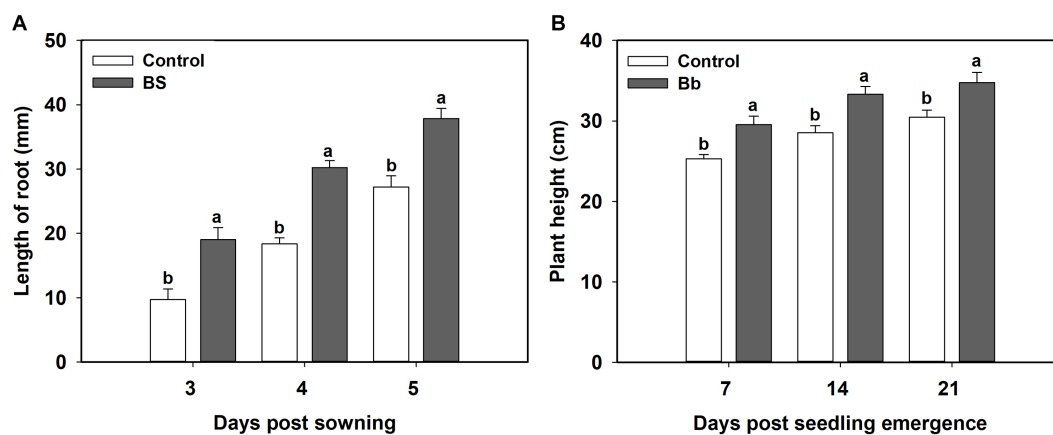 A
50
40
30
20
10
0
Length of root (mm)
Control
BS
b
a
b
a
b
a
3 4 5
Days post sowning
B
40
30
20
10
0
Plant height (cm)
Control
Bb
b
a
b
a
b
a
7 14 21
Days post seedling emergence